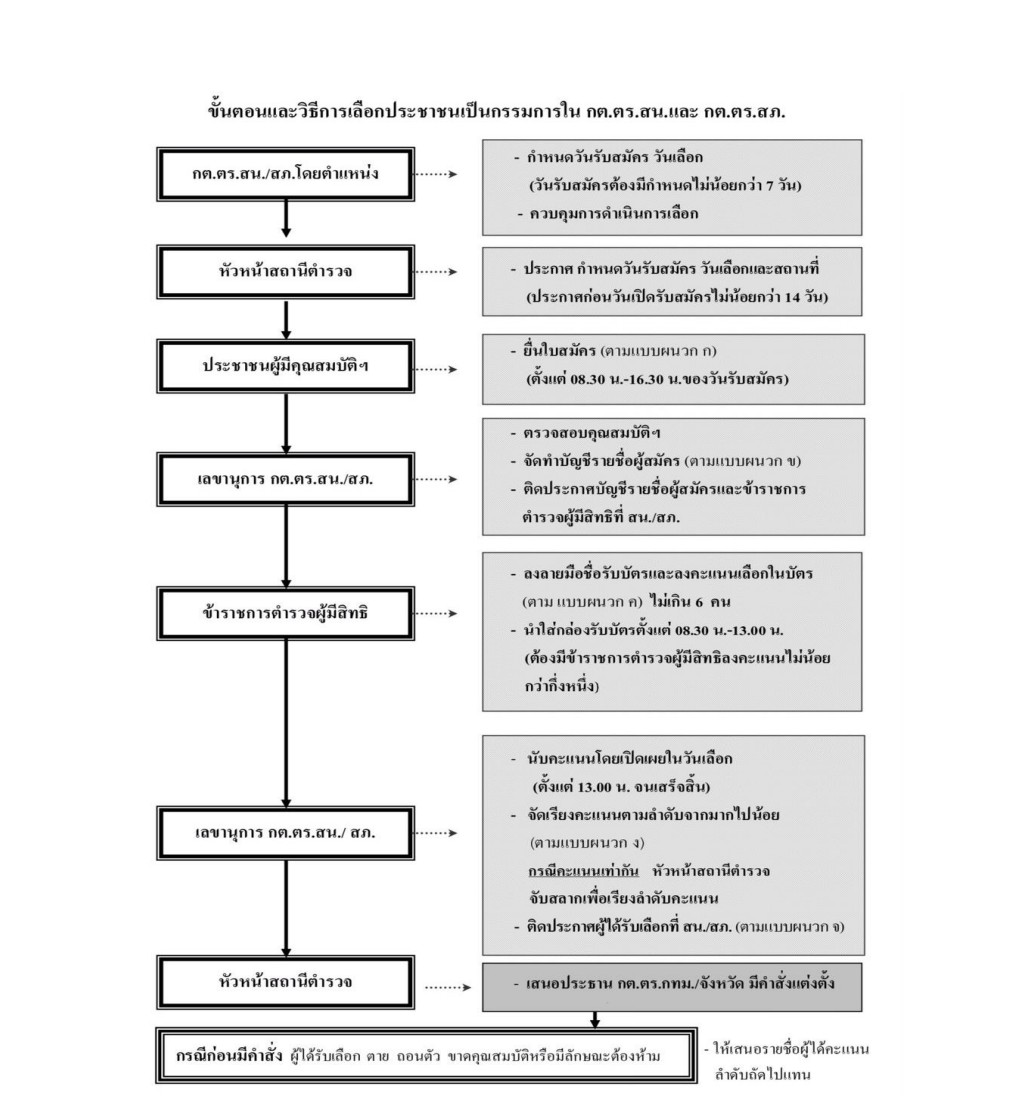 ขั้นตอนและวิธีการเลือกประชาชนเป็นกรรมการใน กต.ตร.สน.และ กต.ตร.สภ.
กต.ตร.สน./สภ.โดยตำแหน่ง
- กำหนดวันรับสมัคร วันเลือก
(วันรับสมัครต้องมีกำหนดไม่น้อยกว่า 7 วัน)
- ควบคุมการดำเนินการเลือก
หัวหน้าสถานีตำรวจ
- ประกาศ กำหนดวันรับสมัคร วันเลือกและสถานที่
(ประกาศก่อนวันเปิดรับสมัครไม่น้อยกว่า 14 วัน)
ประชาชนผู้มีคุณสมบัติฯ
- ยื่นใบสมัคร (ตามแบบผนวก ก)
(ตั้งแต่ 08.30 น.-16.30 น.ของวันรับสมัคร)
เลขานุการ กต.ตร.สน./สภ.
- ตรวจสอบคุณสมบัติฯ
- จัดทำบัญชีรายชื่อผู้สมัคร (ตามแบบผนวก ข)
- ติดประกาศบัญชีรายชื่อผู้สมัครและข้าราชการ
ตำรวจผู้มีสิทธิที่ สน./สภ.
ข้าราชการตำรวจผู้มีสิทธิ
- ลงลายมือชื่อรับบัตรและลงคะแนนเลือกในบัตร
(ตาม แบบผนวก ค) ไม่เกิน 6 คน
- นำใส่กล่องรับบัตรตั้งแต่ 08.30 น.-13.00 น.
(ต้องมีข้าราชการตำรวจผู้มีสิทธิลงคะแนนไม่น้อย
กว่ากึ่งหนึ่ง)
เลขานุการ กต.ตร.สน./ สภ.
- นับคะแนนโดยเปิดเผยในวันเลือก
(ตั้งแต่ 13.00 น. จนเสร็จสิ้น)
- จัดเรียงคะแนนตามลำดับจากมากไปน้อย
(ตามแบบผนวก ง)
กรณีคะแนนเท่ากัน หัวหน้าสถานีตำรวจ
จับสลากเพื่อเรียงลำดับคะแนน
- ติดประกาศผู้ได้รับเลือกที่ สน./สภ. (ตามแบบผนวก จ)
หัวหน้าสถานีตำรวจ
- เสนอประธาน กต.ตร.กทม./จังหวัด มีคำสั่งแต่งตั้ง
กรณีก่อนมีคำสั่ง ผู้ได้รับเลือก ตาย ถอนตัว ขาดคุณสมบัติหรือมีลักษณะต้องห้าม
- ให้เสนอรายชื่อผู้ได้คะแนน
ลำดับถัดไปแทน